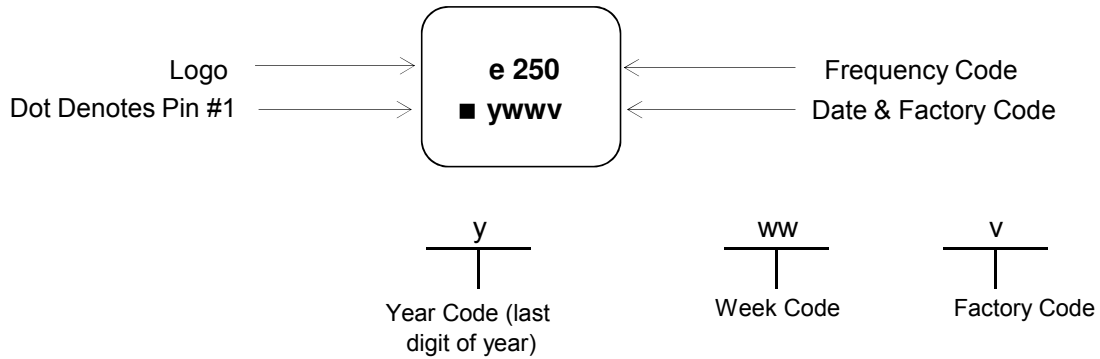 Logo
e 250
Frequency Code
Dot Denotes Pin #1
■ ywwv
Date & Factory Code
y
ww
v
Year Code (last
digit of year)
Week Code
Factory Code